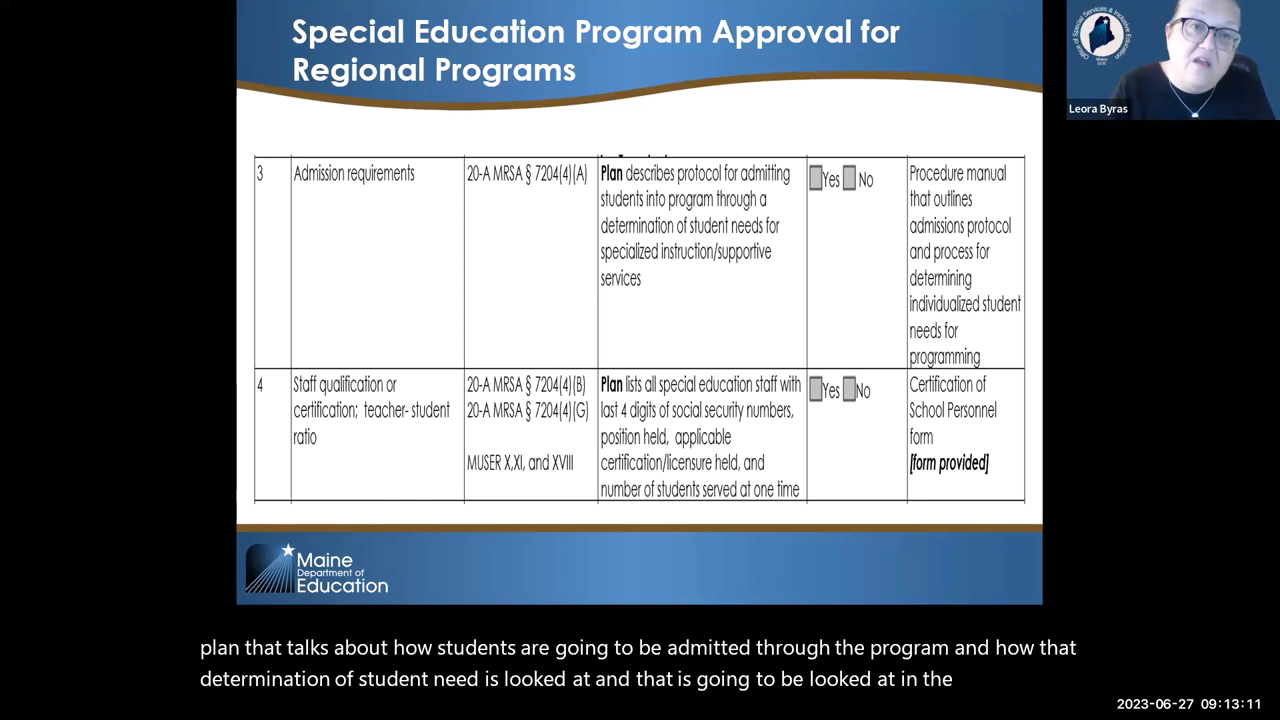 Special Education Program Approval for
Regional Programs
3
Admission requirements
20-A MRSA § 7204(4)(A)
Plan describes protocol for admitting
students into program through a
determination of student needs for
specialized instruction/supportive
services
Yes No
Procedure manual
that outlines
admissions protocol
and process for
determining
individualized student
needs for
programming
4
Staff qualification or
certification; teacher- student
ratio
20-A MRSA § 7204(4)(B)
20-A MRSA § 7204(4)(G)
MUSER X,XI, and XVIII
Plan lists all special education staff with
last 4 digits of social security numbers,
position held, applicable
certification/licensure held, and
number of students served at one time
Yes No
Certification of
School Personnel
form
[form provided]
Maine
Department of
Education
Office of Special Services & Inclusive Education
Maine
DOE
Leora Byras
plan that talks about how students are going to be admitted through the program and how that
determination of student need is looked at and that is going to be looked at in the
2023-06-27 09:13:11